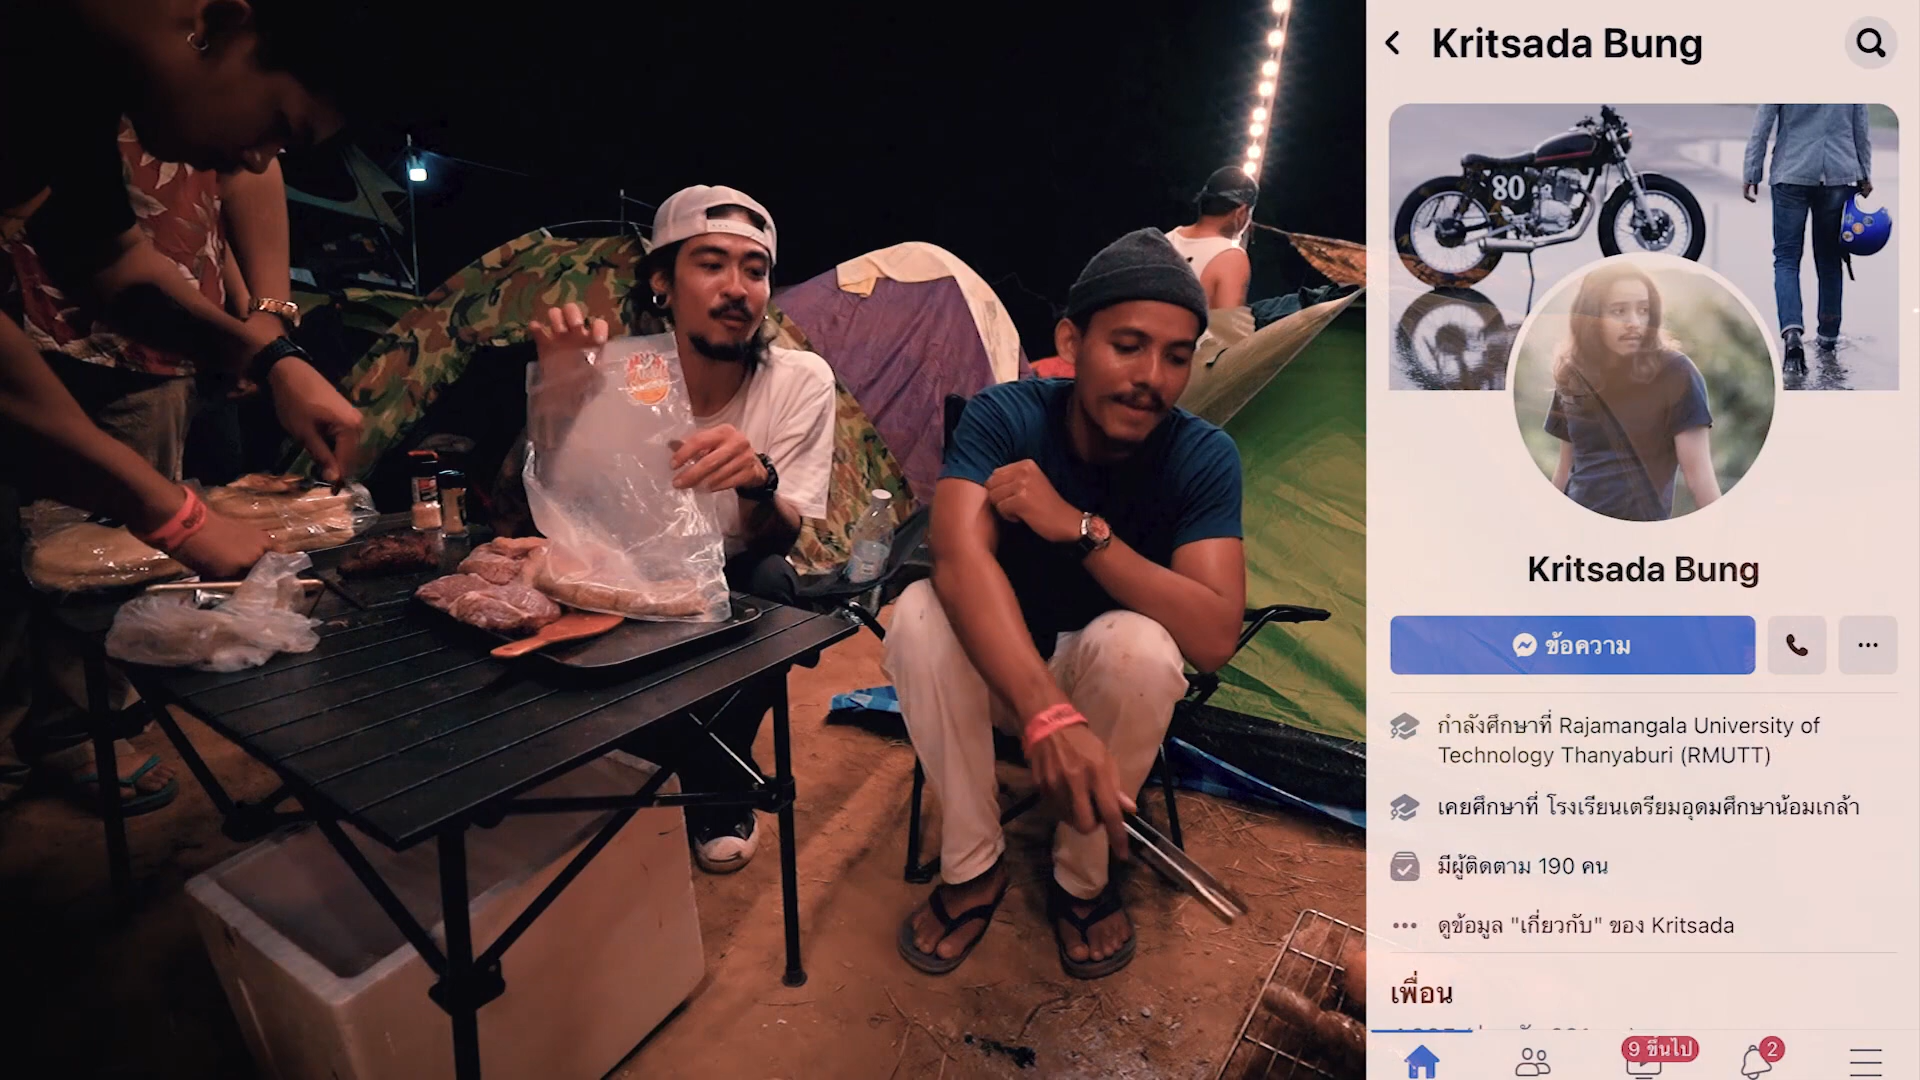 Kritsada Bung
80
Kritsada Bung
ข้อความ
กำลังศึกษาที่ Rajamangala University of
Technology Thanyaburi (RMUTT)
เคยศึกษาที่ โรงเรียนเตรียมอุดมศึกษาน้อมเกล้า
มีผู้ติดตาม 190 คน
ดูข้อมูล "เกี่ยวกับ" ของ Kritsada
เพื่อน
9 ขึ้นไป
2